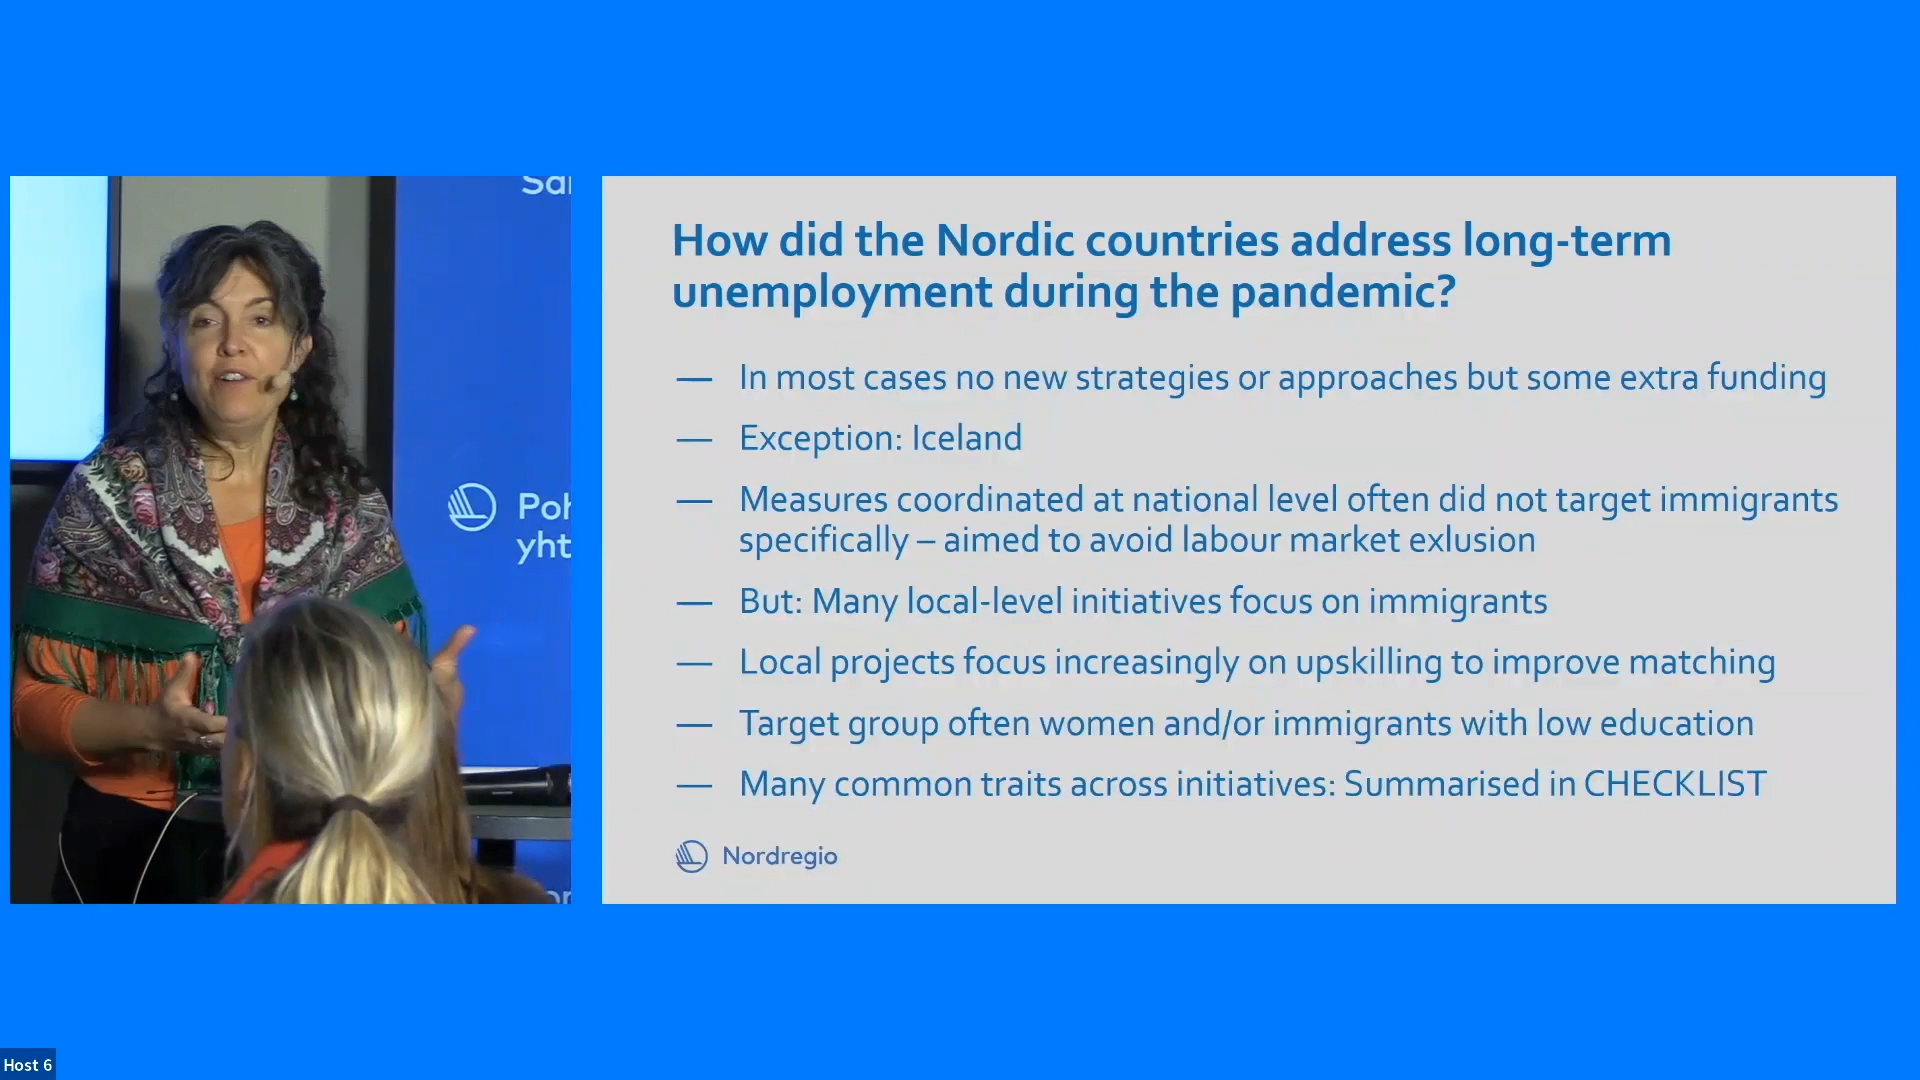 How did the Nordic countries address long-term
unemployment during the pandemic?
— In most cases no new strategies or approaches but some extra funding
— Exception: Iceland
— Measures coordinated at national level often did not target immigrants
specifically – aimed to avoid labour market exlusion
— But: Many local-level initiatives focus on immigrants
— Local projects focus increasingly on upskilling to improve matching
— Target group often women and/or immigrants with low education
— Many common traits across initiatives: Summarised in CHECKLIST
Nordregio
Poh
yht
Host 6